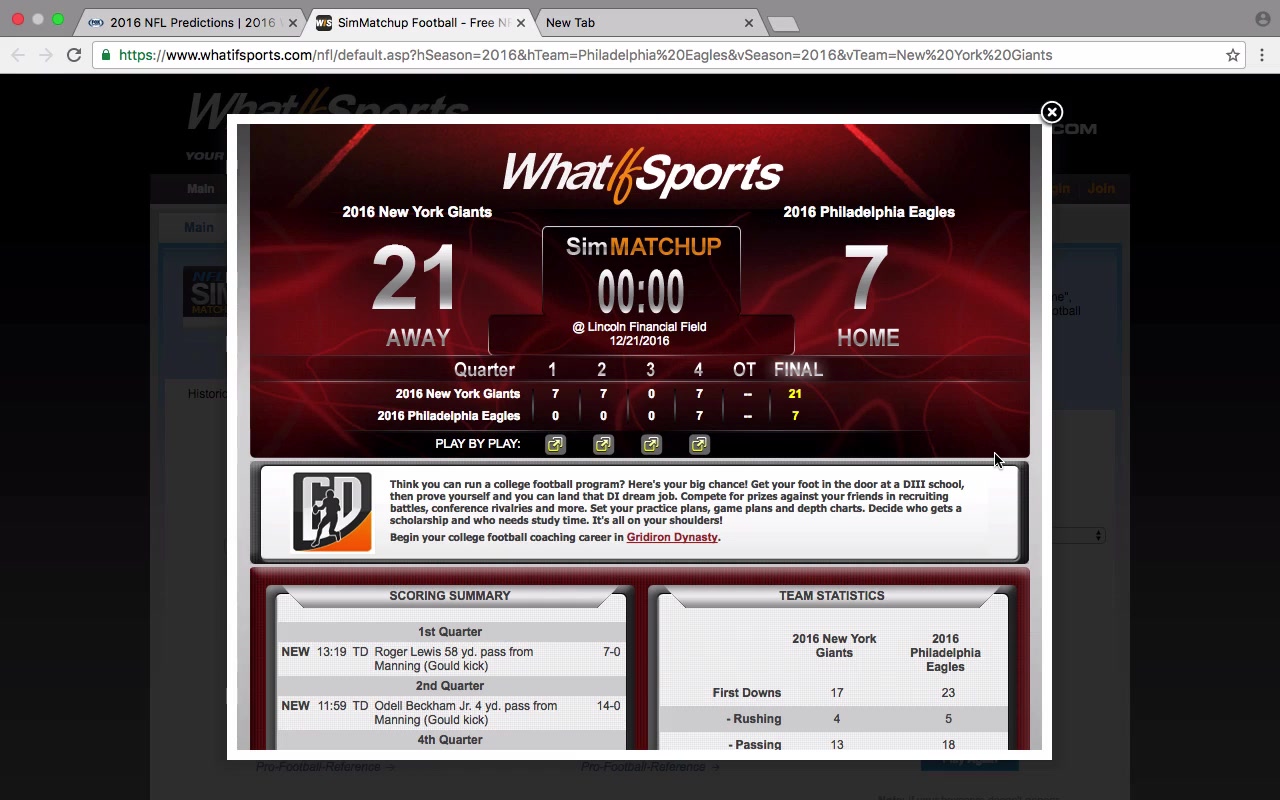 2016 NFL Predictions | 2016
SimMatchup Football - Free NF
New Tab
https://www.whatifsports.com/nfl/default.asp?hSeason=2016&hTeam=Philadelphia%20Eagles&vSeason=2016&vTeam=New%20York%20Giants
WhatIfSports
YOUR
COM
Main
Join
Main
WhatIfSports
2016 New York Giants
2016 Philadelphia Eagles
SimMATCHUP
21
00:00
7
@ Lincoln Financial Field
12/21/2016
AWAY
HOME
Quarter 1 2 3 4 OT FINAL
2016 New York Giants 7 7 0 7 -- 21
2016 Philadelphia Eagles 0 0 0 7 -- 7
PLAY BY PLAY:
Think you can run a college football program? Here's your big chance! Get your foot in the door at a DIII school,
then prove yourself and you can land that DI dream job. Compete for prizes against your friends in recruiting
battles, conference rivalries and more. Set your practice plans, game plans and depth charts. Decide who gets a
scholarship and who needs study time. It's all on your shoulders!
Begin your college football coaching career in Gridiron Dynasty.
GD
SCORING SUMMARY
1st Quarter
NEW 13:19 TD Roger Lewis 58 yd. pass from 7-0
Manning (Gould kick)
2nd Quarter
NEW 11:59 TD Odell Beckham Jr. 4 yd. pass from 14-0
Manning (Gould kick)
4th Quarter
TEAM STATISTICS
2016 New York
Giants
2016
Philadelphia
Eagles
First Downs 17 23
- Rushing 4 5
- Passing 13 18
Pro-Football-Reference →
Pro-Football-Reference →